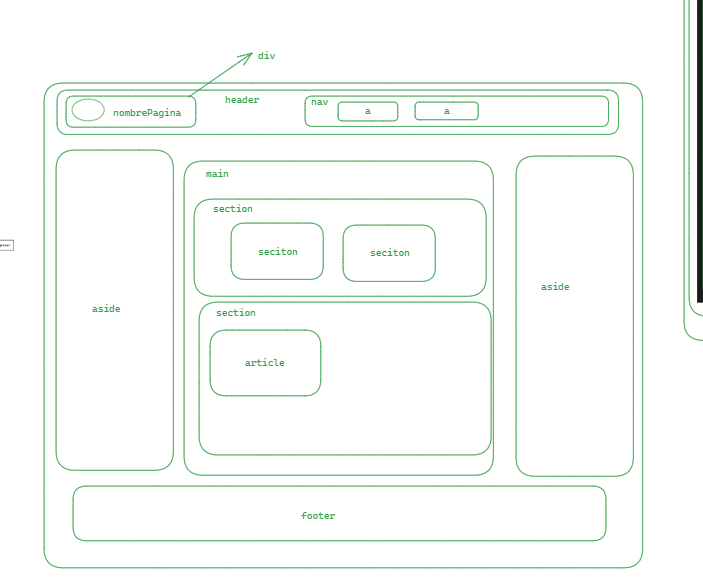 div
header
nav
nombrePagina
a
a
main
section
seciton
seciton
aside
aside
section
article
footer